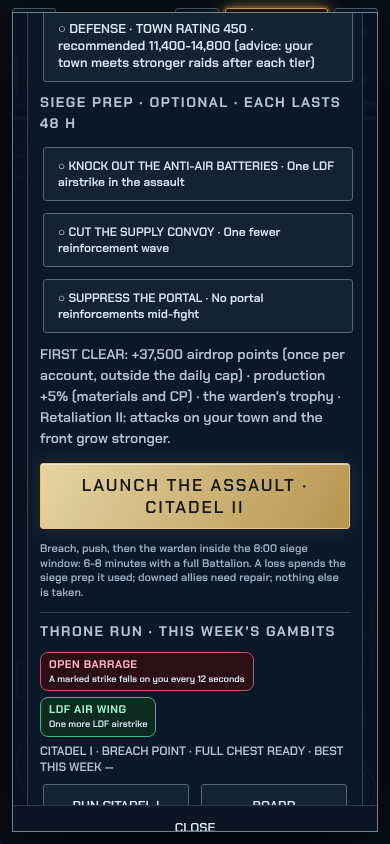 ○ DEFENSE · TOWN RATING 450 ·
recommended 11,400-14,800 (advice: your
town meets stronger raids after each tier)
SIEGE PREP · OPTIONAL · EACH LASTS
48 H
○ KNOCK OUT THE ANTI-AIR BATTERIES · One LDF
airstrike in the assault
○ CUT THE SUPPLY CONVOY · One fewer
reinforcement wave
○ SUPPRESS THE PORTAL · No portal
reinforcements mid-fight
FIRST CLEAR: +37,500 airdrop points (once per
account, outside the daily cap) · production
+5% (materials and CP) · the warden's trophy ·
Retaliation II: attacks on your town and the
front grow stronger.
LAUNCH THE ASSAULT ·
CITADEL II
Breach, push, then the warden inside the 8:00 siege
window: 6-8 minutes with a full Battalion. A loss spends the
siege prep it used; downed allies need repair; nothing else
is taken.
THRONE RUN · THIS WEEK'S GAMBITS
OPEN BARRAGE
A marked strike falls on you every 12 seconds
LDF AIR WING
One more LDF airstrike
CITADEL I · BREACH POINT · FULL CHEST READY · BEST
THIS WEEK —
RUN CITADEL I
BOARD
CLOSE